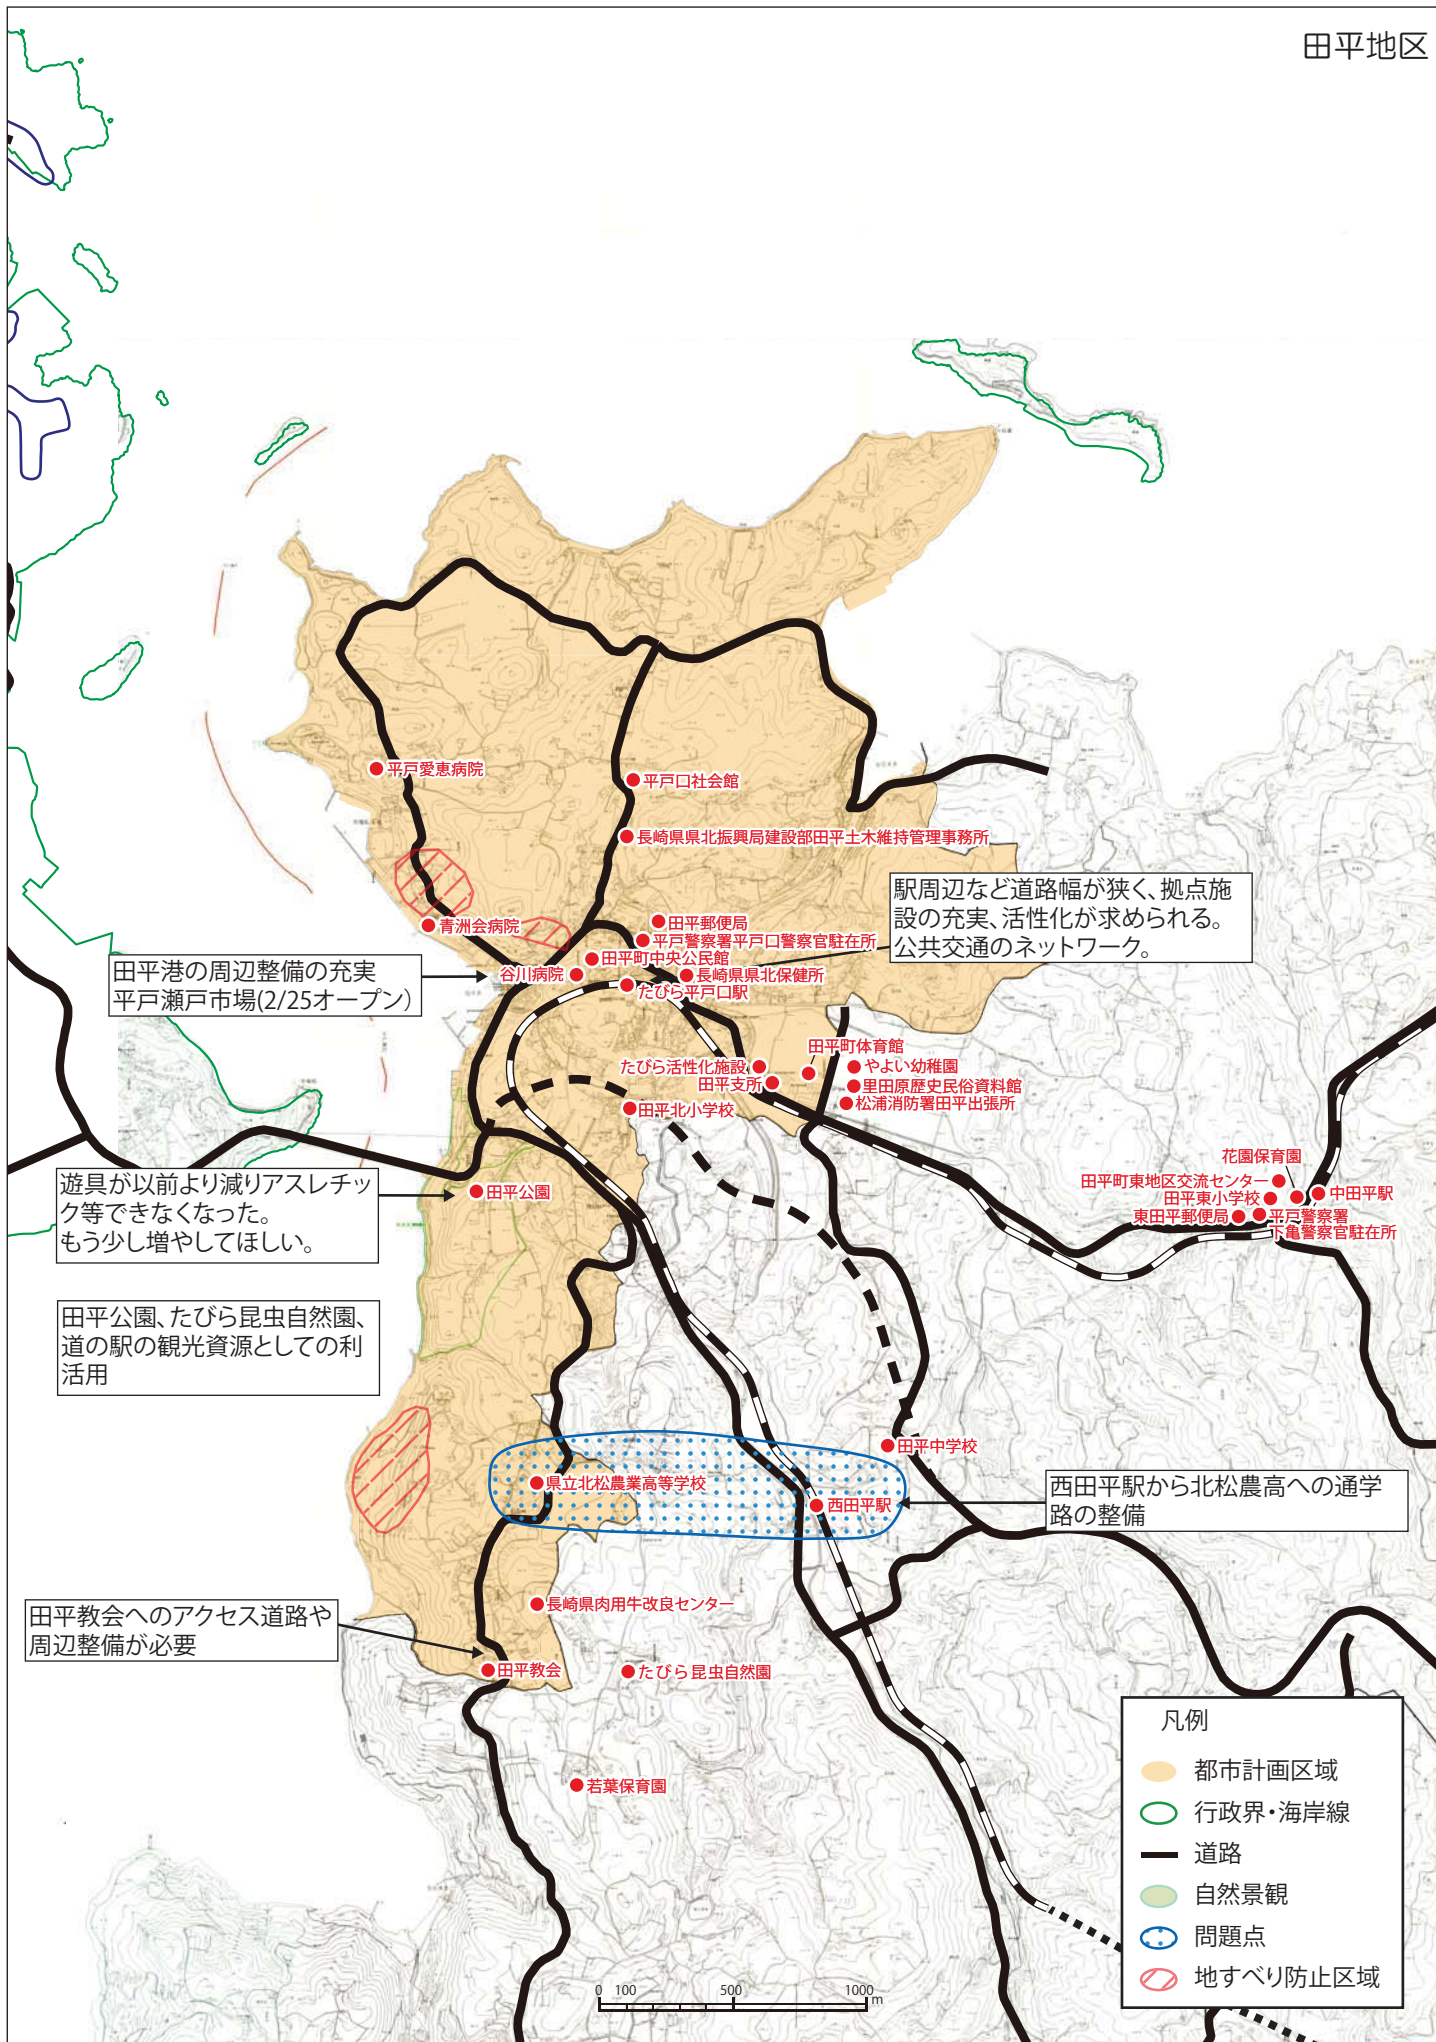 田平地区
平戸愛恵病院
平戸口社会館
長崎県県北振興局建設部田平土木維持管理事務所
駅周辺など道路幅が狭く、拠点施
設の充実、活性化が求められる。
公共交通のネットワーク。
青洲会病院
田平郵便局
平戸警察署平戸口警察官駐在所
田平町中央公民館
谷川病院
長崎県県北保健所
たびら平戸口駅
田平港の周辺整備の充実
平戸瀬戸市場(2/25オープン)
田平町体育館
たびら活性化施設
やよい幼稚園
田平支所
里田原歴史民俗資料館
松浦消防署田平出張所
田平北小学校
遊具が以前より減りアスレチッ
ク等できなくなった。
もう少し増やしてほしい。
田平公園
花園保育園
田平町東地区交流センター
中田平駅
田平東小学校
東田平郵便局
平戸警察署
下亀警察官駐在所
田平公園、たびら昆虫自然園、
道の駅の観光資源としての利
活用
田平中学校
県立北松農業高等学校
西田平駅
西田平駅から北松農高への通学
路の整備
田平教会へのアクセス道路や
周辺整備が必要
長崎県肉用牛改良センター
田平教会
たびら昆虫自然園
若葉保育園
凡例
都市計画区域
行政界・海岸線
道路
自然景観
問題点
地すべり防止区域
0 100 500 1000 m